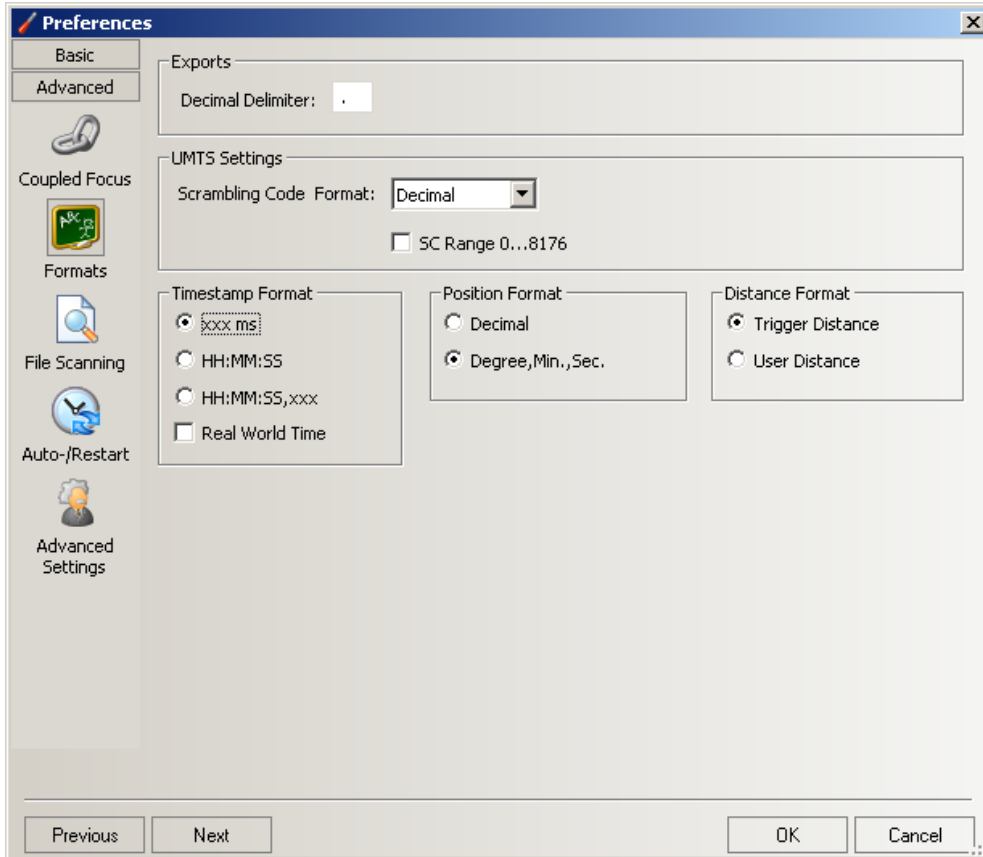 Preferences
Basic
Advanced
Coupled Focus
Formats
File Scanning
Auto-/Restart
Advanced
Settings
Exports
Decimal Delimiter: .
UMTS Settings
Scrambling Code Format: Decimal
SC Range 0...8176
Timestamp Format
xxx ms
HH:MM:SS
HH:MM:SS,xxx
Real World Time
Position Format
Decimal
Degree,Min.,Sec.
Distance Format
Trigger Distance
User Distance
Previous
Next
OK
Cancel